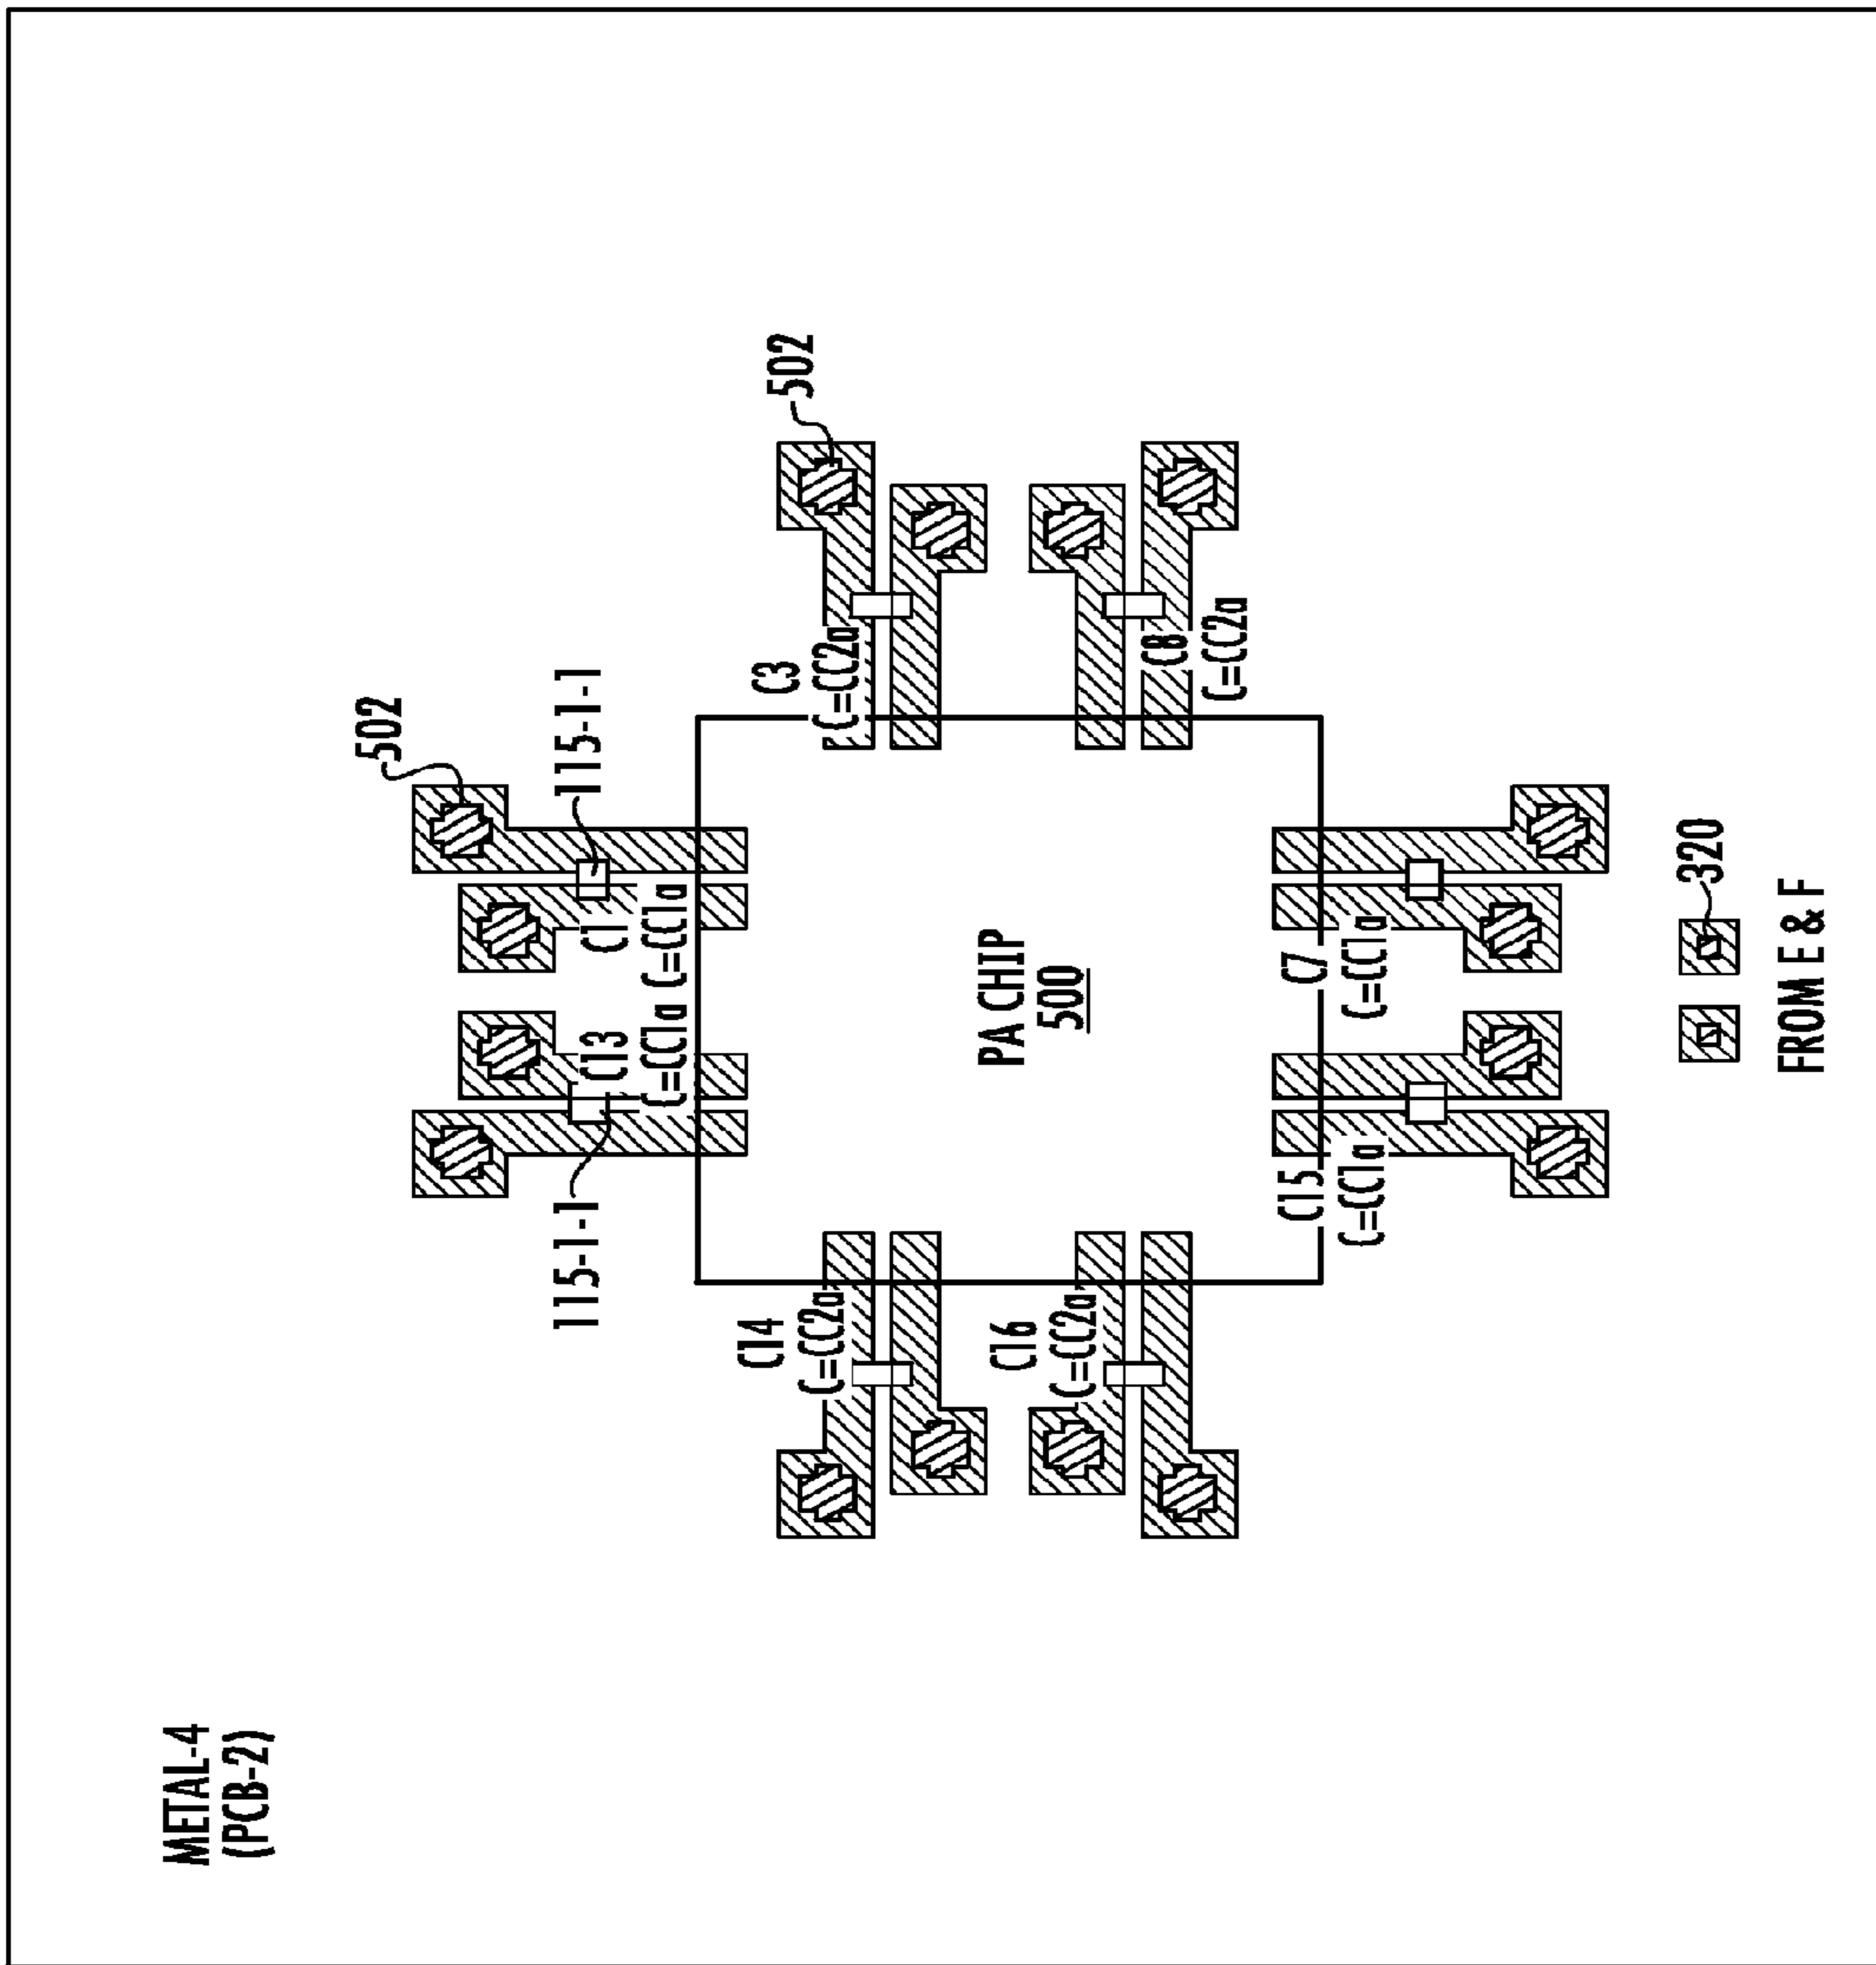 METAL-4
(PCB-2)
502
115-1-1
115-1-1
C13
C=CC1a
C1
C=CC1a
502
C14
C=CC2a
C3
C=CC2a
PA CHIP
500
C16
C=CC2a
C8
C=CC2a
C15
C=CC1a
C7
C=CC1a
320
FROM E & F